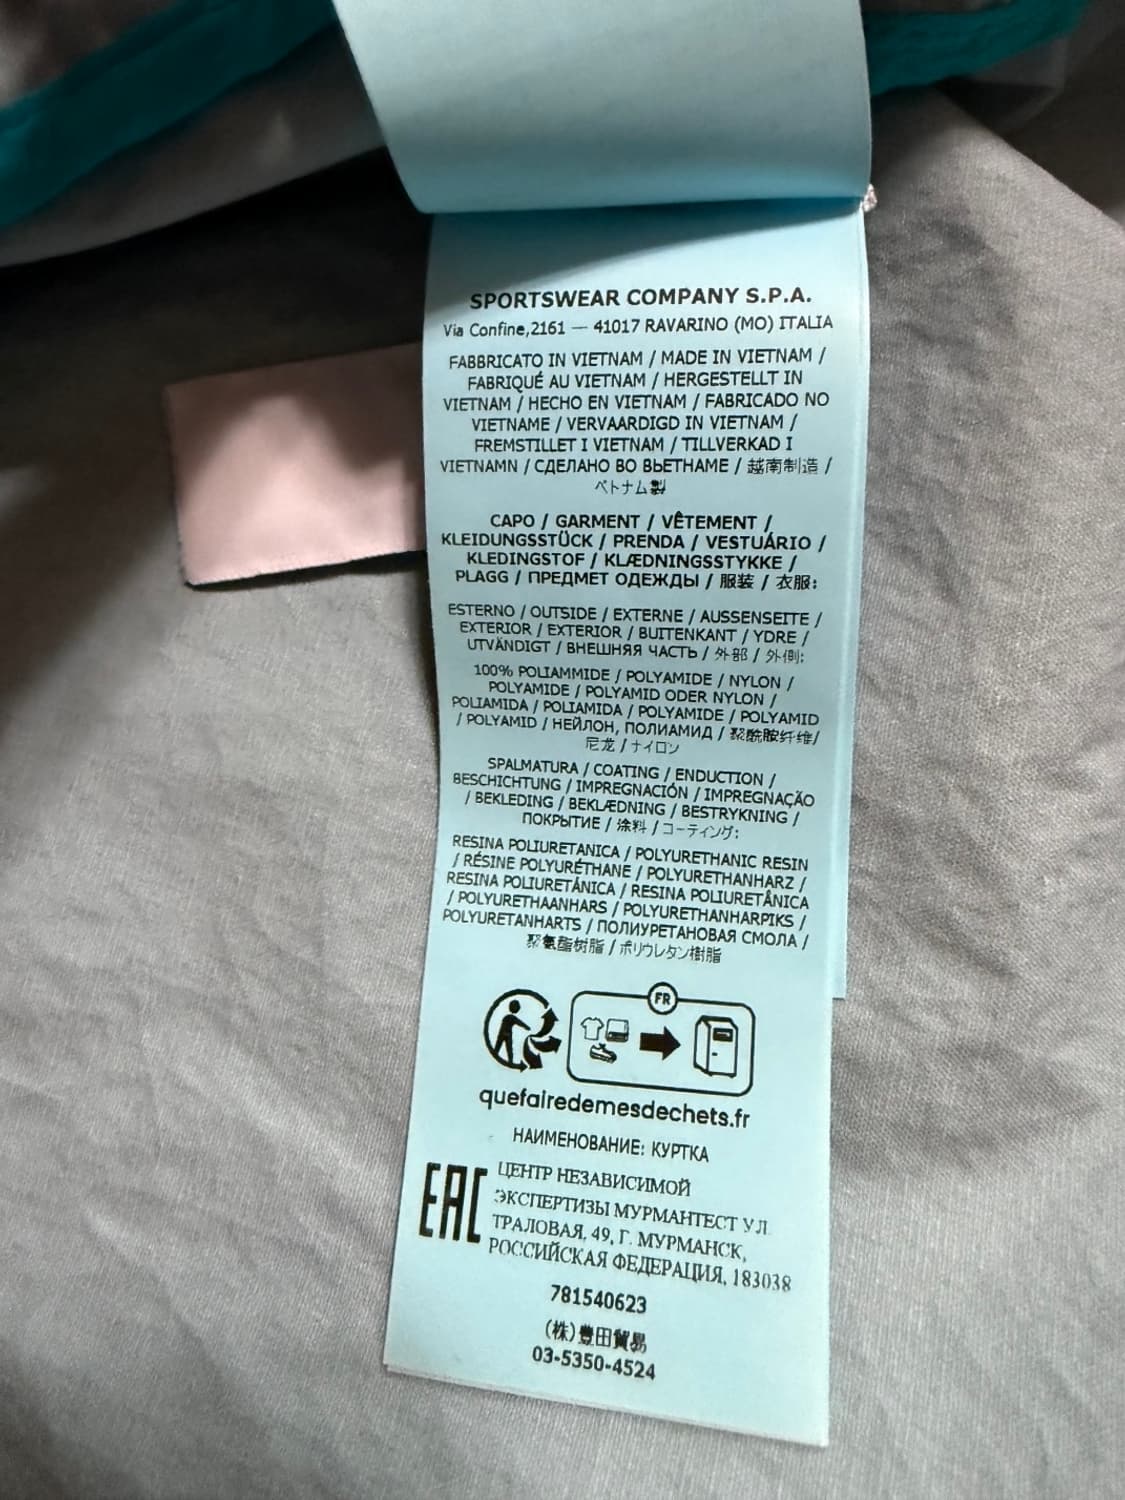 SPORTSWEAR COMPANY S.P.A.
Via Confine,2161 — 41017 RAVARINO (MO) ITALIA
FABBRICATO IN VIETNAM / MADE IN VIETNAM /
FABRIQUÉ AU VIETNAM / HERGESTELLT IN
VIETNAM / HECHO EN VIETNAM / FABRICADO NO
VIETNAME / VERVAARDIGD IN VIETNAM /
FREMSTILLET I VIETNAM / TILLVERKAD I
VIETNAMN / СДЕЛАНО ВО ВЬЕТНАМЕ / 越南制造 /
ベトナム製
CAPO / GARMENT / VÊTEMENT /
KLEIDUNGSSTÜCK / PRENDA / VESTUÁRIO /
KLEDINGSTOF / KLÆDNINGSSTYKKE /
PLAGG / ПРЕДМЕТ ОДЕЖДЫ / 服装 / 衣服:
ESTERNO / OUTSIDE / EXTERNE / AUSSENSEITE /
EXTERIOR / EXTERIOR / BUITENKANT / YDRE /
UTVÄNDIGT / ВНЕШНЯЯ ЧАСТЬ / 外部 / 外側:
100% POLIAMMIDE / POLYAMIDE / NYLON /
POLYAMIDE / POLYAMID ODER NYLON /
POLIAMIDA / POLIAMIDA / POLYAMIDE / POLYAMID
/ POLYAMID / НЕЙЛОН, ПОЛИАМИД / 聚酰胺纤维/
尼龙 / ナイロン
SPALMATURA / COATING / ENDUCTION /
BESCHICHTUNG / IMPREGNACIÓN / IMPREGNAÇÃO
/ BEKLEDING / BEKLÆDNING / BESTRYKNING /
ПОКРЫТИЕ / 涂料 / コーティング:
RESINA POLIURETANICA / POLYURETHANIC RESIN
/ RÉSINE POLYURÉTHANE / POLYURETHANHARZ /
RESINA POLIURETÁNICA / RESINA POLIURETÂNICA
/ POLYURETHAANHARS / POLYURETHANHARPIKS /
POLYURETANHARTS / ПОЛИУРЕТАНОВАЯ СМОЛА /
聚氨酯树脂 / ポリウレタン樹脂
FR
quefairedemesdechets.fr
НАИМЕНОВАНИЕ: КУРТКА
EAC
ЦЕНТР НЕЗАВИСИМОЙ
ЭКСПЕРТИЗЫ МУРМАНТЕСТ УЛ.
ТРАЛОВАЯ, 49, Г. МУРМАНСК,
РОССИЙСКАЯ ФЕДЕРАЦИЯ, 183038
781540623
(株)豊田貿易
03-5350-4524